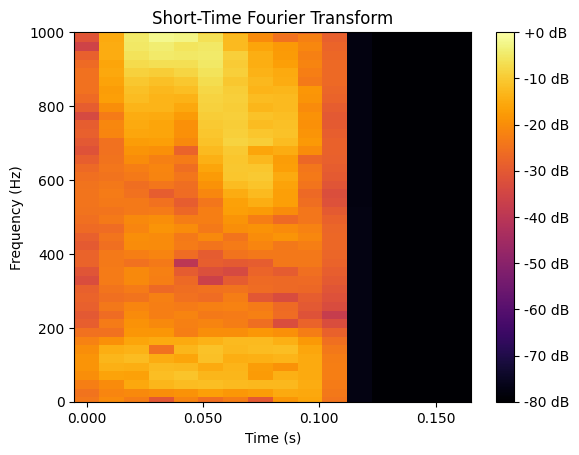 Short-Time Fourier Transform
1000
800
600
400
200
0
Frequency (Hz)
0.000
0.050
0.100
0.150
Time (s)
+0 dB
-10 dB
-20 dB
-30 dB
-40 dB
-50 dB
-60 dB
-70 dB
-80 dB